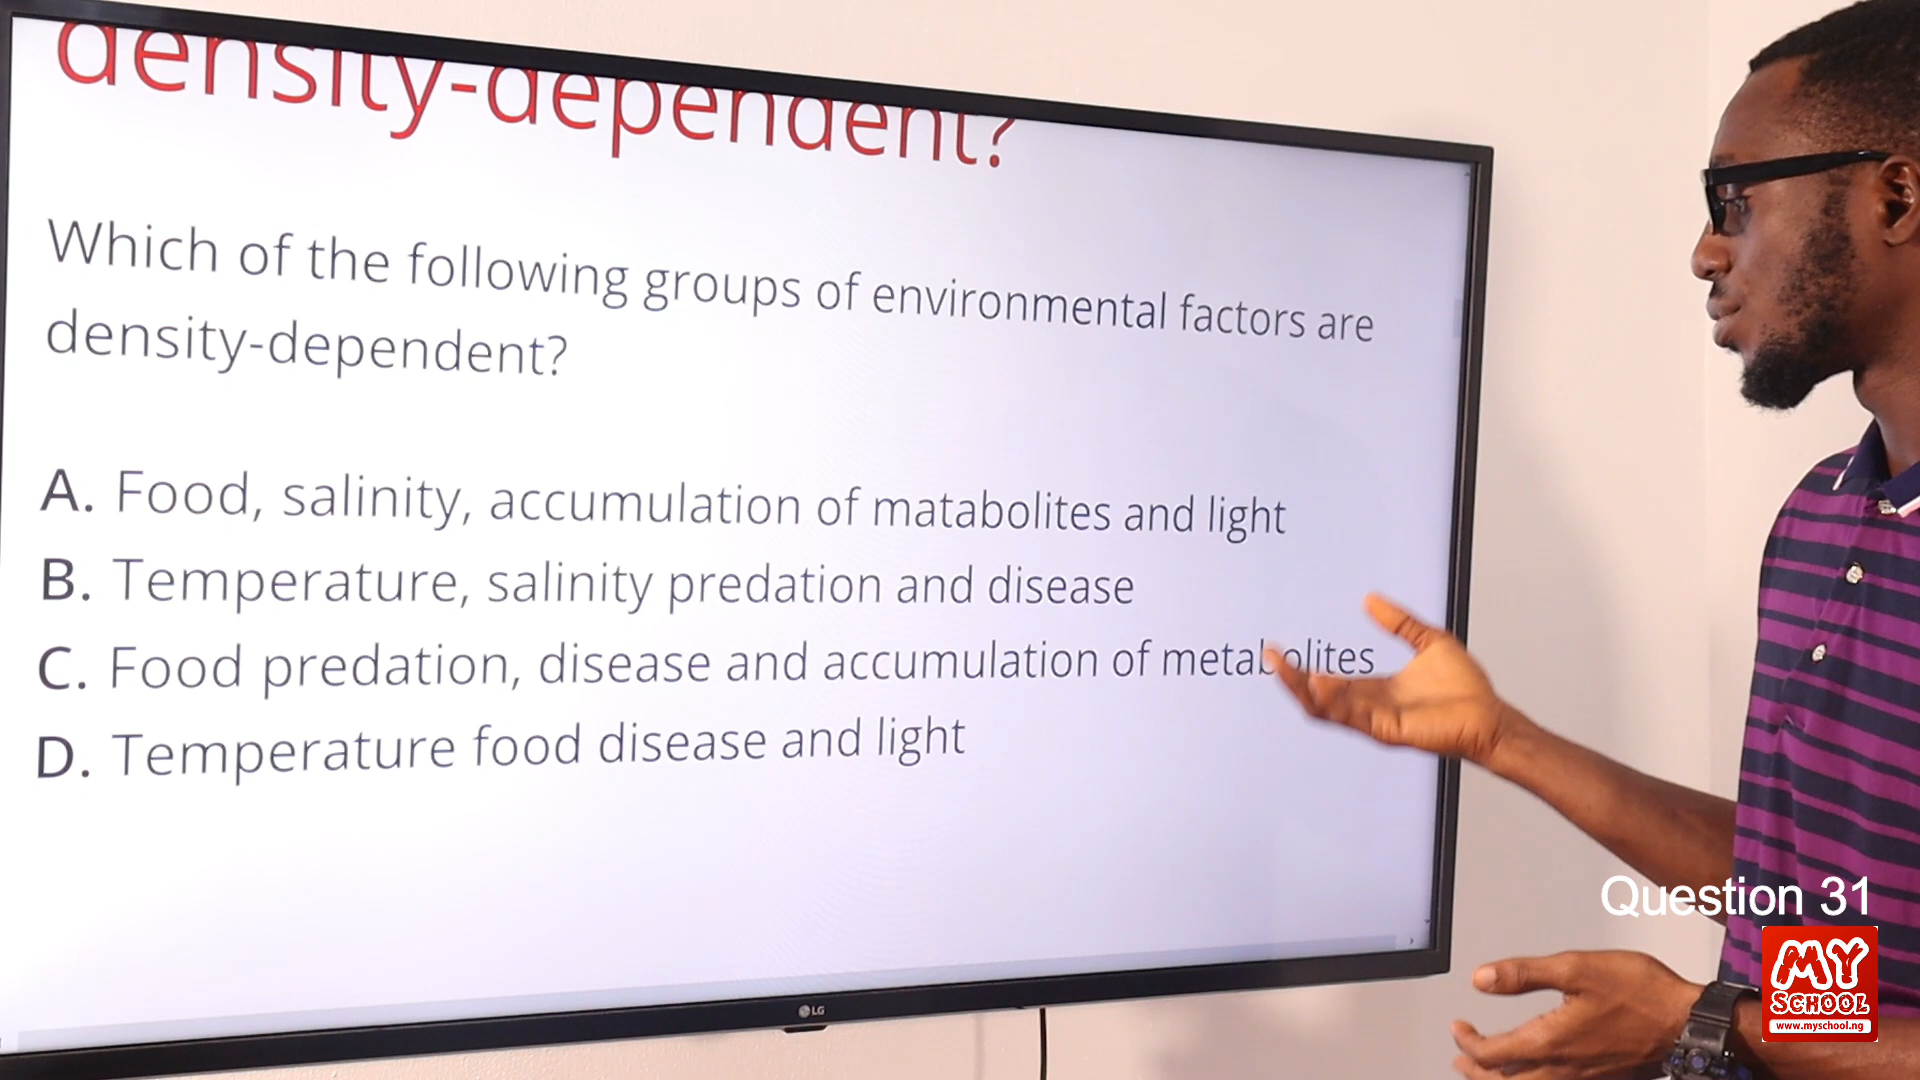 density-dependent?
Which of the following groups of environmental factors are
density-dependent?
A. Food, salinity, accumulation of matabolites and light
B. Temperature, salinity predation and disease
C. Food predation, disease and accumulation of metabolites
D. Temperature food disease and light
Question 31
MY
SCHOOL
www.myschool.ng
LG